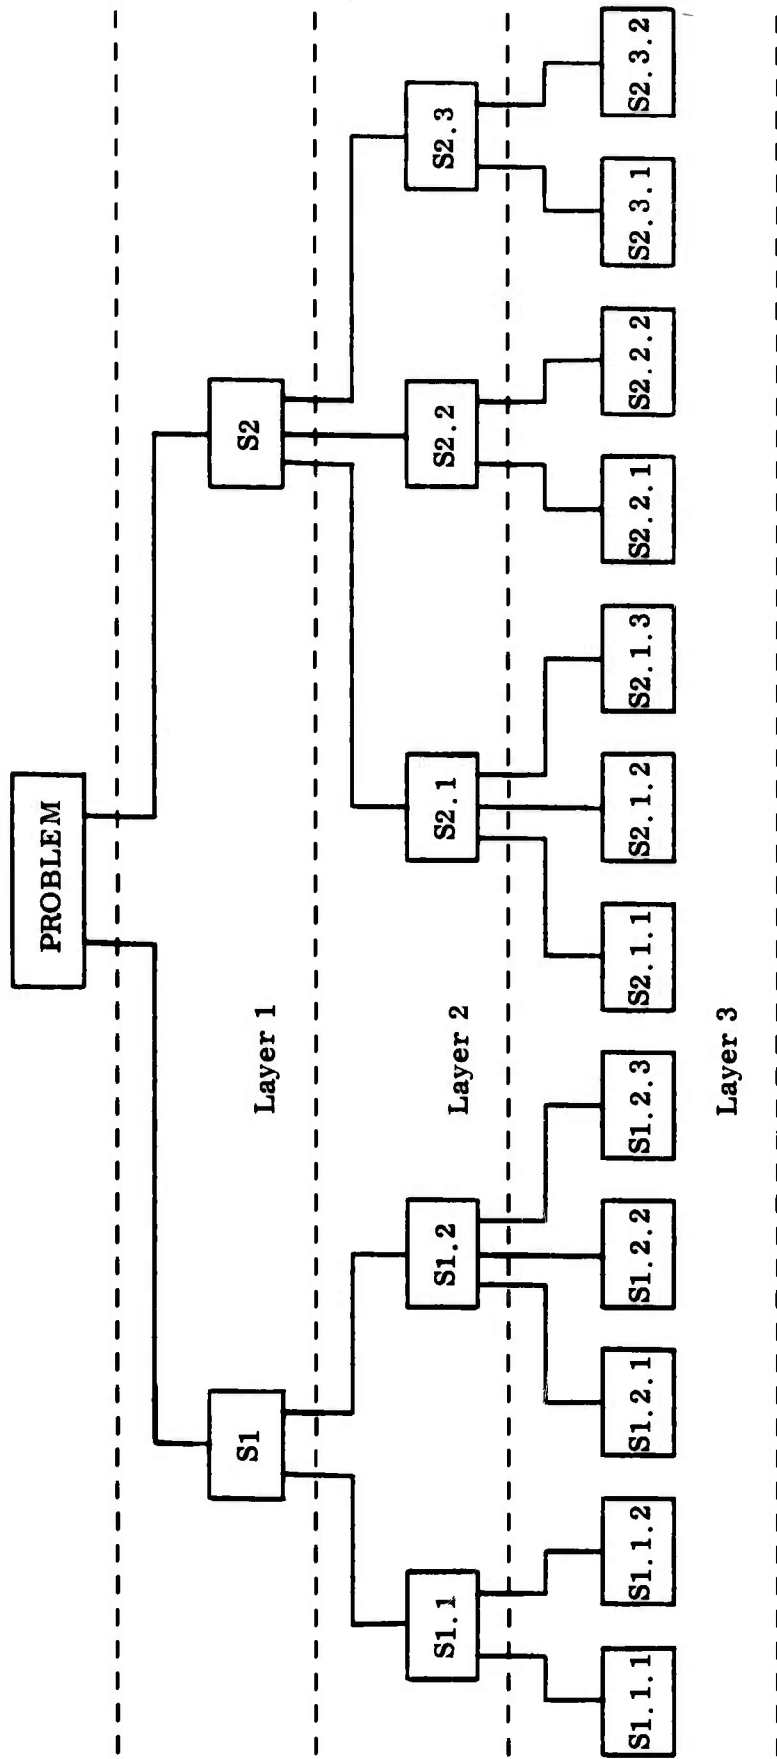 PROBLEM
S1
S2
Layer 1
S1.1
S1.2
S2.1
S2.2
S2.3
Layer 2
S1.1.1
S1.1.2
S1.2.1
S1.2.2
S1.2.3
S2.1.1
S2.1.2
S2.1.3
S2.2.1
S2.2.2
S2.3.1
S2.3.2
Layer 3